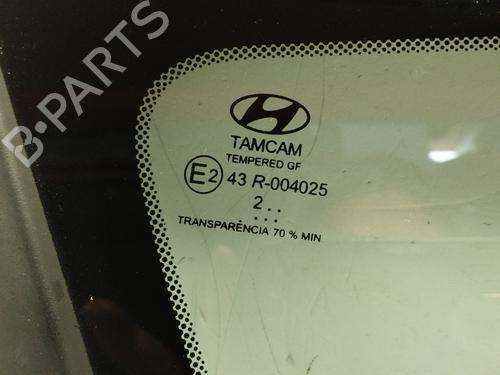 B-PARTS
TAMCAM
TEMPERED GF
E2 43 R-004025
2 . .
. . .
TRANSPARÊNCIA 70 % MIN